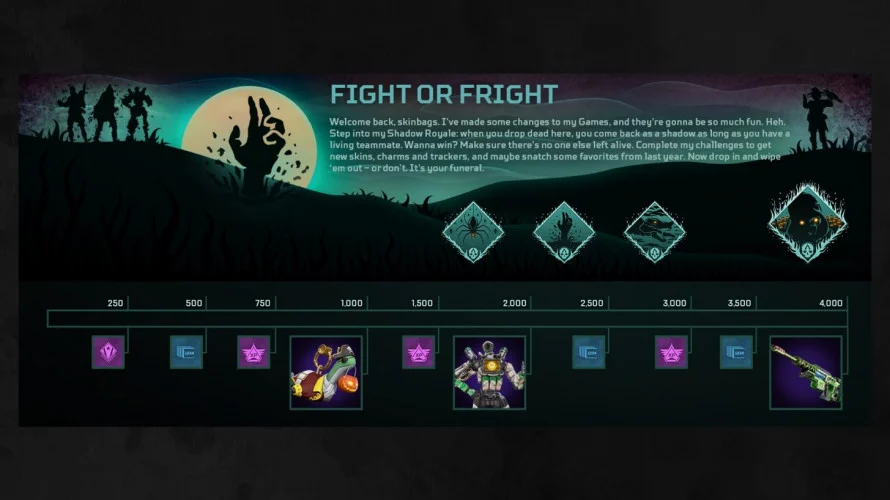 FIGHT OR FRIGHT
Welcome back, skinbags. I've made some changes to my Games, and they're gonna be so much fun. Heh.
Step into my Shadow Royale: when you drop dead here, you come back as a shadow as long as you have a
living teammate. Wanna win? Make sure there's no one else left alive. Complete my challenges to get
new skins, charms and trackers, and maybe snatch some favorites from last year. Now drop in and wipe
'em out – or don't. It's your funeral.
250 500 750 1,000 1,500 2,000 2,500 3,000 3,500 4,000